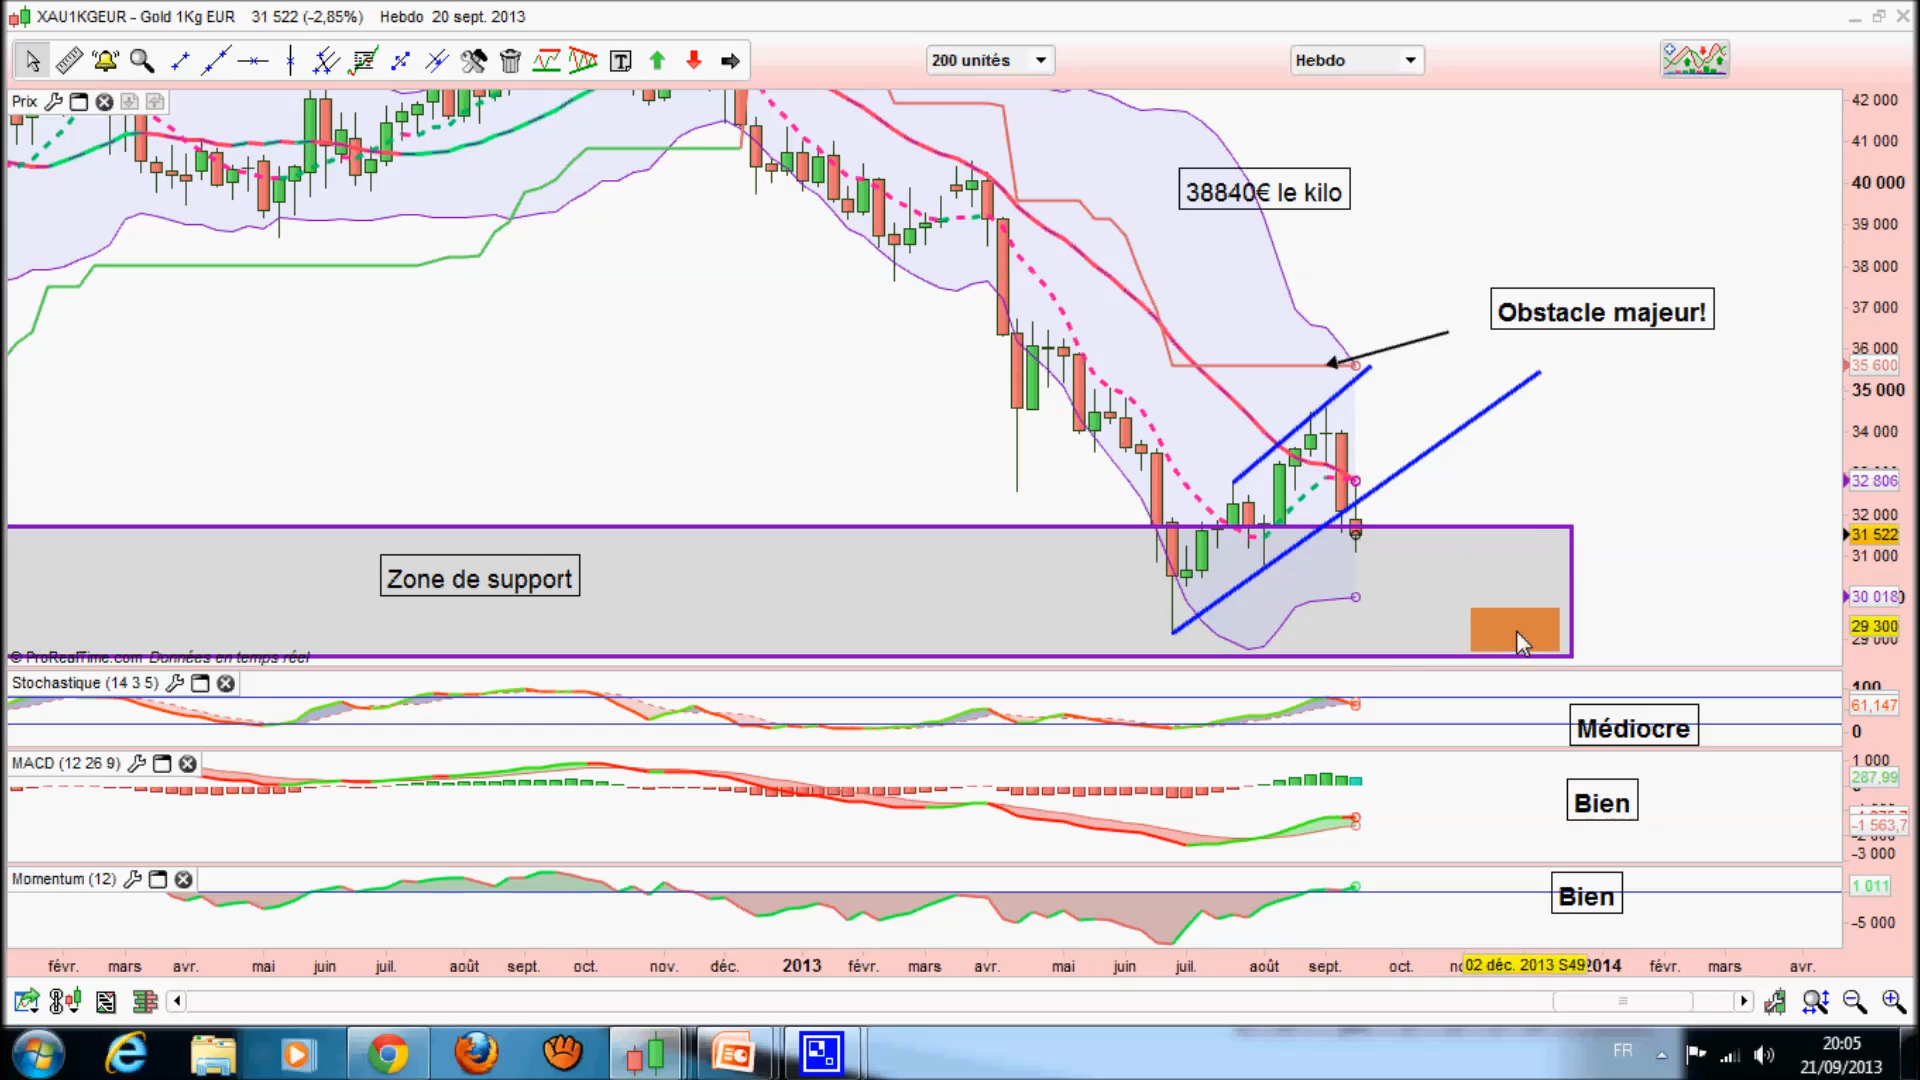 XAU1KGEUR - Gold 1Kg EUR 31 522 (-2,85%) Hebdo 20 sept. 2013
200 unités
Hebdo
Prix
42 000
41 000
40 000
39 000
38 000
37 000
36 000
35 600
35 000
34 000
32 806
32 000
31 522
31 000
30 018
29 300
29 000
38840€ le kilo
Obstacle majeur!
Zone de support
© ProRealTime.com Données en temps réel
Stochastique (14 3 5)
100
61,147
0
Médiocre
MACD (12 26 9)
1 000
287,99
-1 563,7
-3 000
Bien
Momentum (12)
1 011
-5 000
Bien
févr. mars avr. mai juin juil. août sept. oct. nov. déc. 2013 févr. mars avr. mai juin juil. août sept. oct. 02 déc. 2013 S49 2014 févr. mars avr.
FR
20:05
21/09/2013